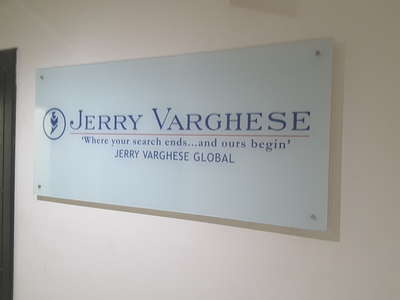 JERRY VARGHESE
'Where your search ends...and ours begin'
JERRY VARGHESE GLOBAL